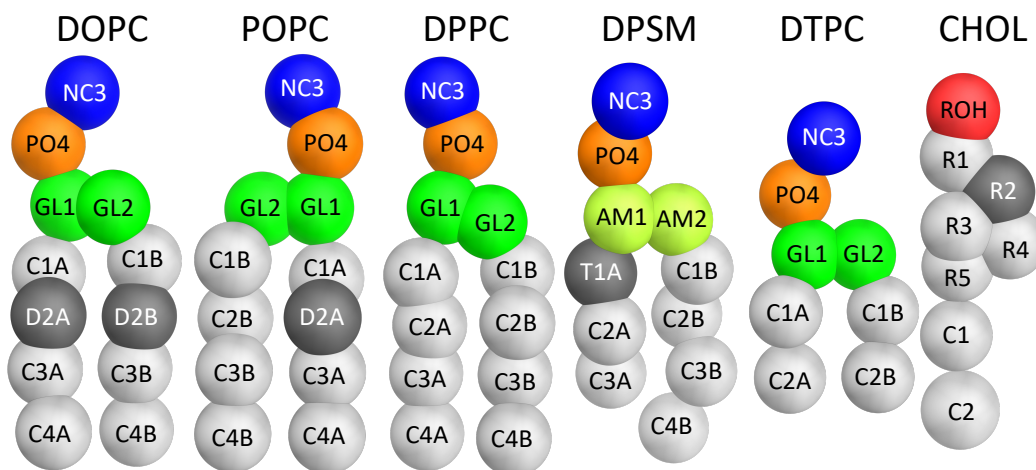 DOPC
NC3
PO4
GL1 GL2
C1A C1B
D2A D2B
C3A C3B
C4A C4B
POPC
NC3
PO4
GL2 GL1
C1B C1A
C2B D2A
C3B C3A
C4B C4A
DPPC
NC3
PO4
GL1 GL2
C1A C1B
C2A C2B
C3A C3B
C4A C4B
DPSM
NC3
PO4
AM1 AM2
T1A C1B
C2A C2B
C3A C3B
C4B
DTPC
NC3
PO4
GL1 GL2
C1A C1B
C2A C2B
CHOL
ROH
R1
R2
R3
R4
R5
C1
C2